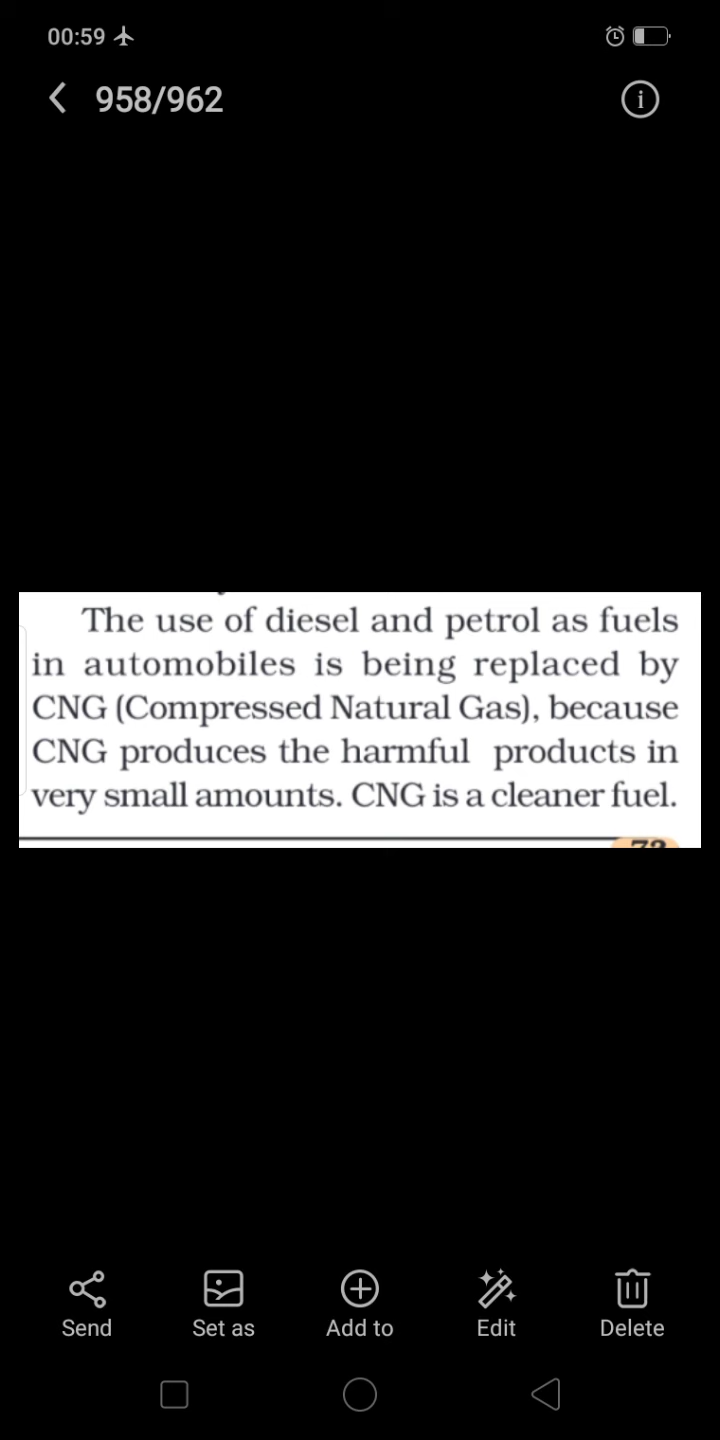 00:59
958/962
The use of diesel and petrol as fuels
in automobiles is being replaced by
CNG (Compressed Natural Gas), because
CNG produces the harmful products in
very small amounts. CNG is a cleaner fuel.
Send Set as Add to Edit Delete